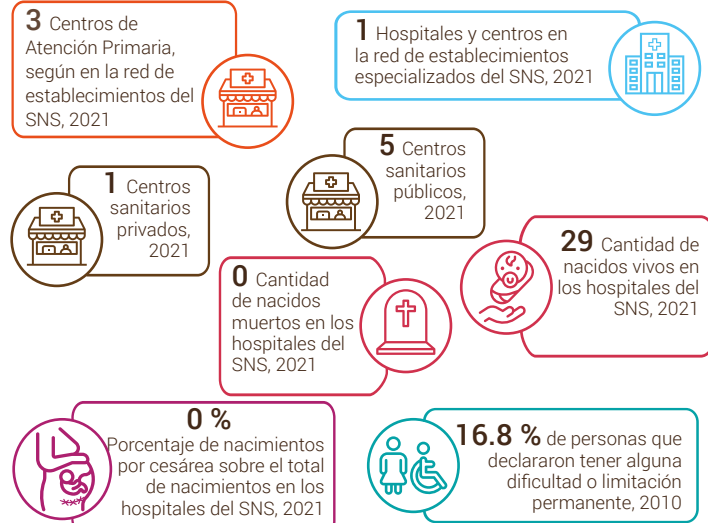 3 Centros de
Atención Primaria,
según en la red de
establecimientos del
SNS, 2021
1 Hospitales y centros en
la red de establecimientos
especializados del SNS, 2021
1 Centros
sanitarios
privados,
2021
5 Centros
sanitarios
públicos,
2021
0 Cantidad
de nacidos
muertos en los
hospitales del
SNS, 2021
29 Cantidad de
nacidos vivos en
los hospitales del
SNS, 2021
0 %
Porcentaje de nacimientos
por cesárea sobre el total
de nacimientos en los
hospitales del SNS, 2021
16.8 % de personas que
declararon tener alguna
dificultad o limitación
permanente, 2010